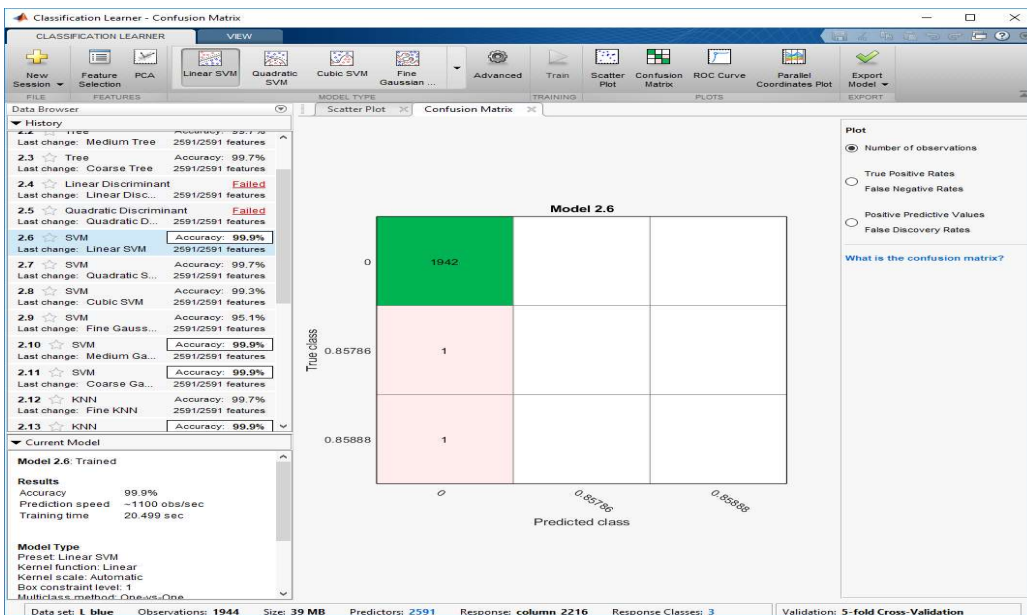 Classification Learner - Confusion Matrix
CLASSIFICATION LEARNER VIEW
New Session
Feature Selection
PCA
Linear SVM
Quadratic SVM
Cubic SVM
Fine Gaussian ...
Advanced
Train
Scatter Plot
Confusion Matrix
ROC Curve
Parallel Coordinates Plot
Export Model
FILE FEATURES MODEL TYPE TRAINING PLOTS EXPORT
Data Browser
Scatter Plot Confusion Matrix
History
2.2 Tree Accuracy: 99.7%
Last change: Medium Tree 2591/2591 features
2.3 Tree Accuracy: 99.7%
Last change: Coarse Tree 2591/2591 features
2.4 Linear Discriminant Failed
Last change: Linear Disc... 2591/2591 features
2.5 Quadratic Discriminant Failed
Last change: Quadratic D... 2591/2591 features
2.6 SVM Accuracy: 99.9%
Last change: Linear SVM 2591/2591 features
2.7 SVM Accuracy: 99.7%
Last change: Quadratic S... 2591/2591 features
2.8 SVM Accuracy: 99.3%
Last change: Cubic SVM 2591/2591 features
2.9 SVM Accuracy: 95.1%
Last change: Fine Gauss... 2591/2591 features
2.10 SVM Accuracy: 99.9%
Last change: Medium Ga... 2591/2591 features
2.11 SVM Accuracy: 99.9%
Last change: Coarse Ga... 2591/2591 features
2.12 KNN Accuracy: 99.7%
Last change: Fine KNN 2591/2591 features
2.13 KNN Accuracy: 99.9%
Current Model
Model 2.6: Trained
Results
Accuracy 99.9%
Prediction speed ~1100 obs/sec
Training time 20.499 sec
Model Type
Preset: Linear SVM
Kernel function: Linear
Kernel scale: Automatic
Box constraint level: 1
Multiclass method: One-vs-One
Model 2.6
True class
0 1942
0.85786 1
0.85888 1
0 0.85786 0.85888
Predicted class
Plot
Number of observations
True Positive Rates
False Negative Rates
Positive Predictive Values
False Discovery Rates
What is the confusion matrix?
Data set: L_blue Observations: 1944 Size: 39 MB Predictors: 2591 Response: column_2216 Response Classes: 3 Validation: 5-fold Cross-Validation